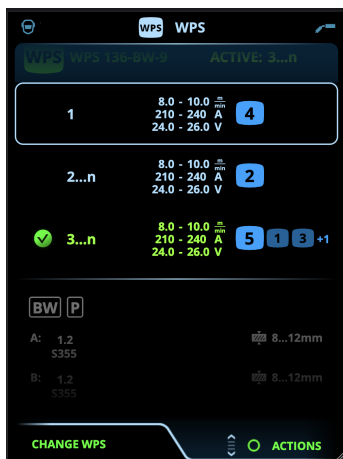 WPS WPS
WPS WPS 136-BW-9 ACTIVE: 3...n
1 8.0 - 10.0 m/min 4
210 - 240 A
24.0 - 26.0 V
2...n 8.0 - 10.0 m/min 2
210 - 240 A
24.0 - 26.0 V
3...n 8.0 - 10.0 m/min 5 1 3 +1
210 - 240 A
24.0 - 26.0 V
BW P
A: 1.2 8...12mm
S355
B: 1.2 8...12mm
S355
CHANGE WPS ACTIONS